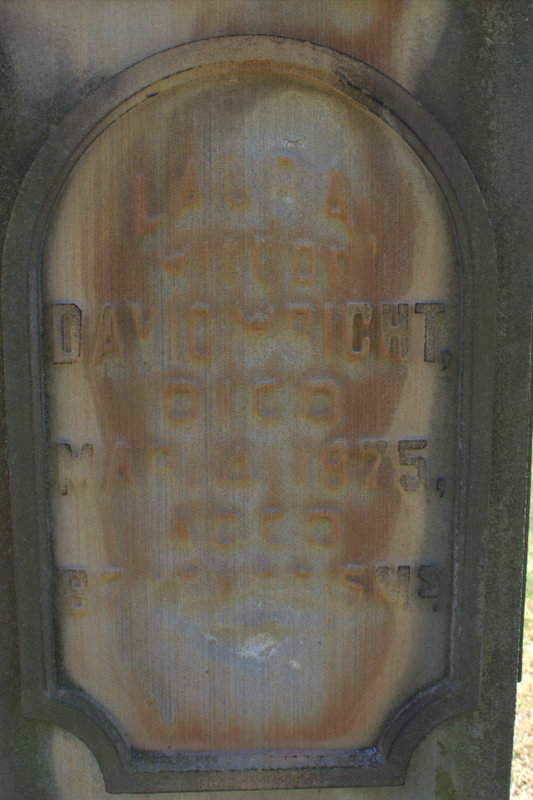 LAURA
WIFE OF
DAVID WRIGHT,
DIED
MAR. 4, 1875,
AGED